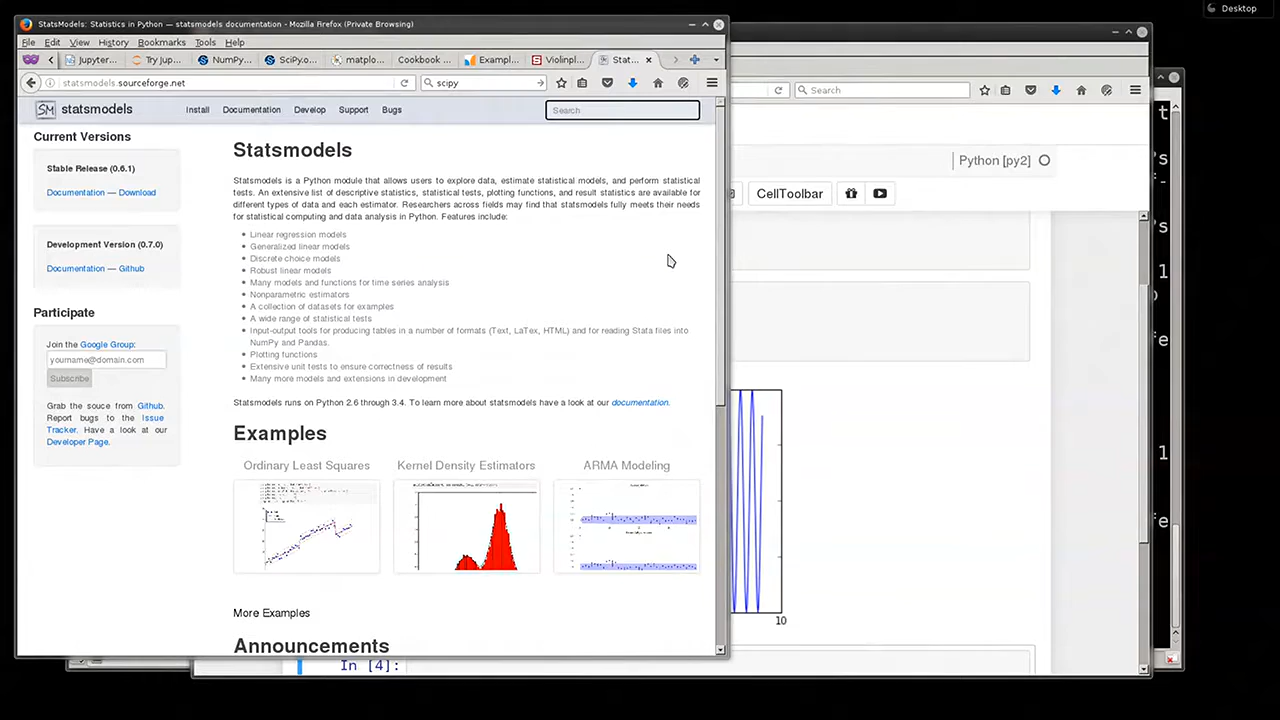 Desktop
StatsModels: Statistics in Python — statsmodels documentation - Mozilla Firefox (Private Browsing)
File Edit View History Bookmarks Tools Help
Jupyter... Try Jup... NumPy... SciPy.o... matplo... Cookbook ... Exampl... Violinpl... Stat...
statsmodels.sourceforge.net
scipy
Search
statsmodels
Install Documentation Develop Support Bugs
Search
Current Versions
Stable Release (0.6.1)
Documentation — Download
Development Version (0.7.0)
Documentation — Github
Participate
Join the Google Group:
yourname@domain.com
Subscribe
Grab the souce from Github.
Report bugs to the Issue
Tracker. Have a look at our
Developer Page.
Statsmodels
Statsmodels is a Python module that allows users to explore data, estimate statistical models, and perform statistical
tests. An extensive list of descriptive statistics, statistical tests, plotting functions, and result statistics are available for
different types of data and each estimator. Researchers across fields may find that statsmodels fully meets their needs
for statistical computing and data analysis in Python. Features include:
Linear regression models
Generalized linear models
Discrete choice models
Robust linear models
Many models and functions for time series analysis
Nonparametric estimators
A collection of datasets for examples
A wide range of statistical tests
Input-output tools for producing tables in a number of formats (Text, LaTex, HTML) and for reading Stata files into
NumPy and Pandas.
Plotting functions
Extensive unit tests to ensure correctness of results
Many more models and extensions in development
Statsmodels runs on Python 2.6 through 3.4. To learn more about statsmodels have a look at our documentation.
Examples
Ordinary Least Squares Kernel Density Estimators ARMA Modeling
More Examples
Announcements
Python [py2]
CellToolbar
10
In [4]: